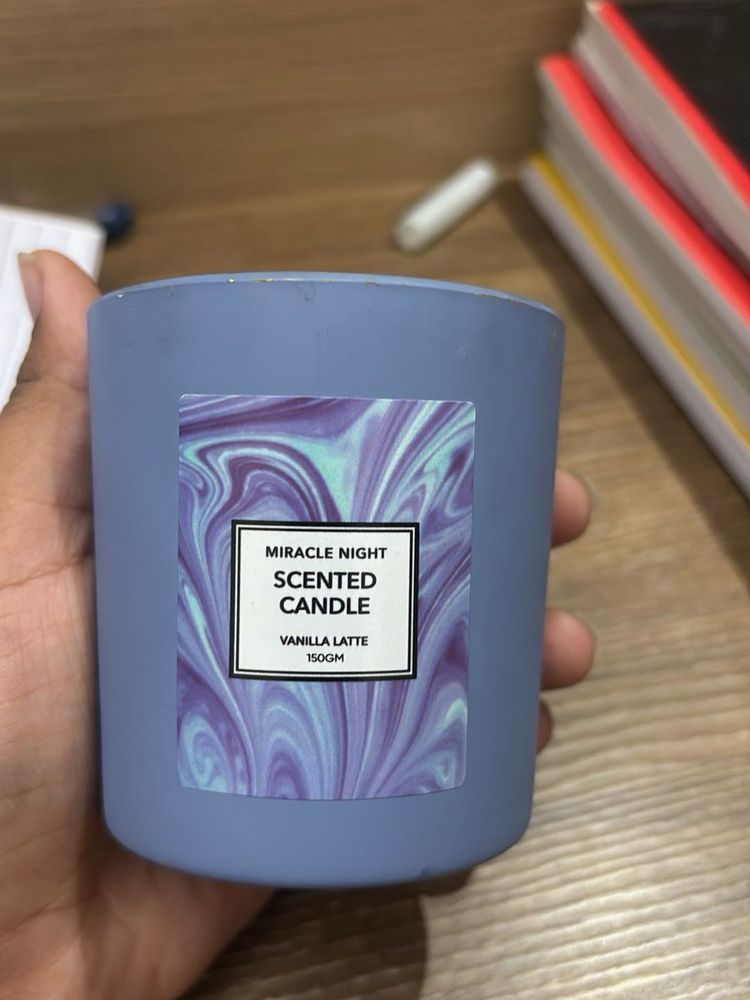 MIRACLE NIGHT
SCENTED
CANDLE
VANILLA LATTE
150GM